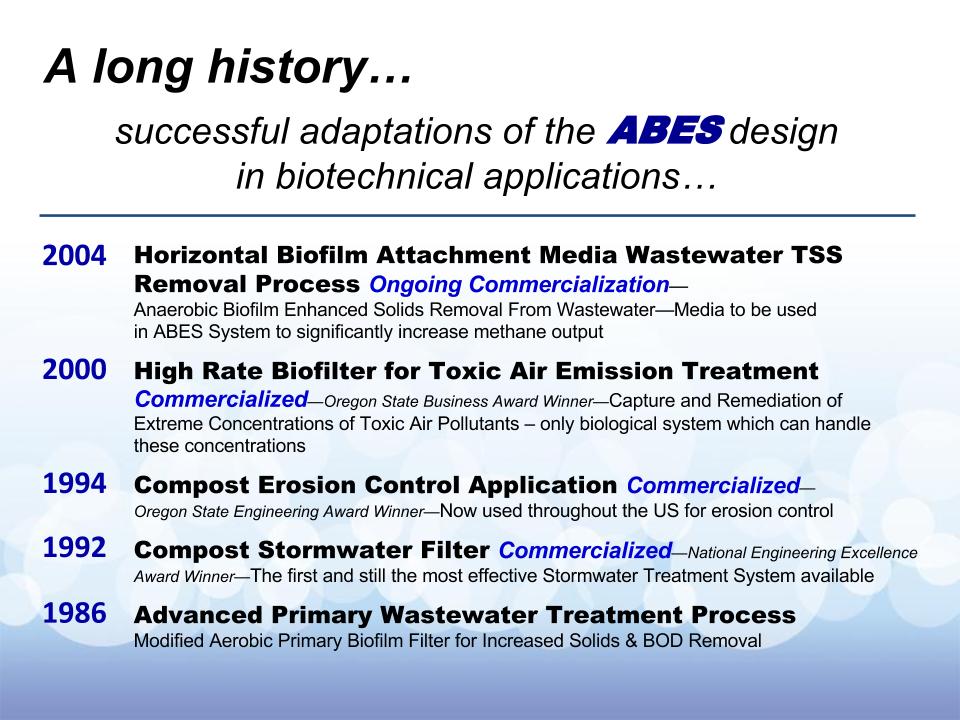 A long history…
successful adaptations of the ABES design
in biotechnical applications…
2004 Horizontal Biofilm Attachment Media Wastewater TSS
Removal Process Ongoing Commercialization—
Anaerobic Biofilm Enhanced Solids Removal From Wastewater—Media to be used
in ABES System to significantly increase methane output
2000 High Rate Biofilter for Toxic Air Emission Treatment
Commercialized—Oregon State Business Award Winner—Capture and Remediation of
Extreme Concentrations of Toxic Air Pollutants – only biological system which can handle
these concentrations
1994 Compost Erosion Control Application Commercialized—
Oregon State Engineering Award Winner—Now used throughout the US for erosion control
1992 Compost Stormwater Filter Commercialized—National Engineering Excellence
Award Winner—The first and still the most effective Stormwater Treatment System available
1986 Advanced Primary Wastewater Treatment Process
Modified Aerobic Primary Biofilm Filter for Increased Solids & BOD Removal